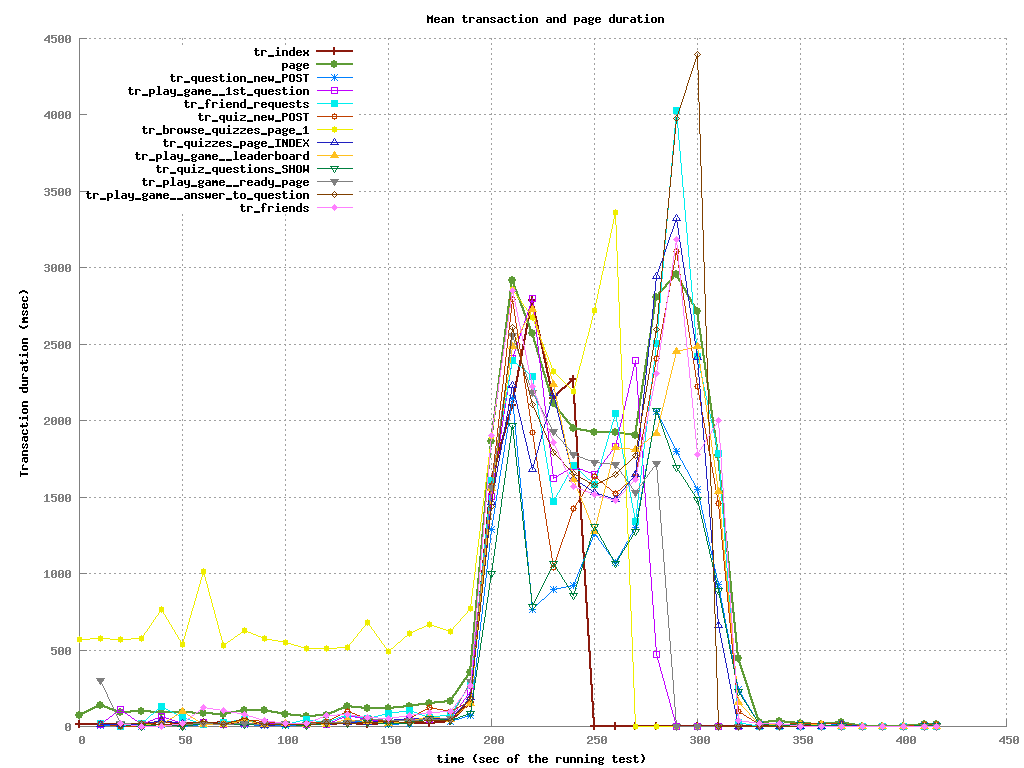 Mean transaction and page duration
4500
4000
3500
3000
2500
2000
1500
1000
500
0
Transaction duration (msec)
tr_index
page
tr_question_new_POST
tr_play_game__1st_question
tr_friend_requests
tr_quiz_new_POST
tr_browse_quizzes_page_1
tr_quizzes_page_INDEX
tr_play_game__leaderboard
tr_quiz_questions_SHOW
tr_play_game__ready_page
tr_play_game__answer_to_question
tr_friends
0 50 100 150 200 250 300 350 400 450
time (sec of the running test)